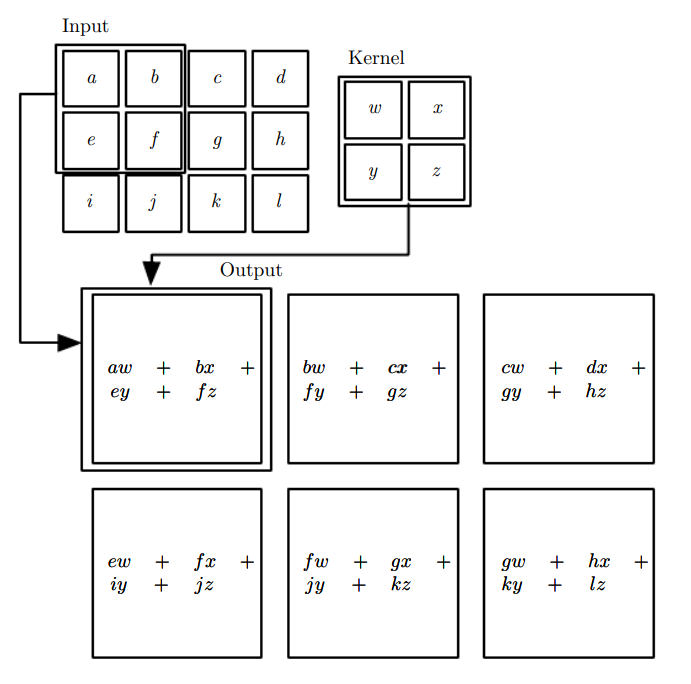 Input
Kernel
a b c d
w x
e f g h
y z
i j k l
Output
aw + bx +
ey + fz
bw + cx +
fy + gz
cw + dx +
gy + hz
ew + fx +
iy + jz
fw + gx +
jy + kz
gw + hx +
ky + lz